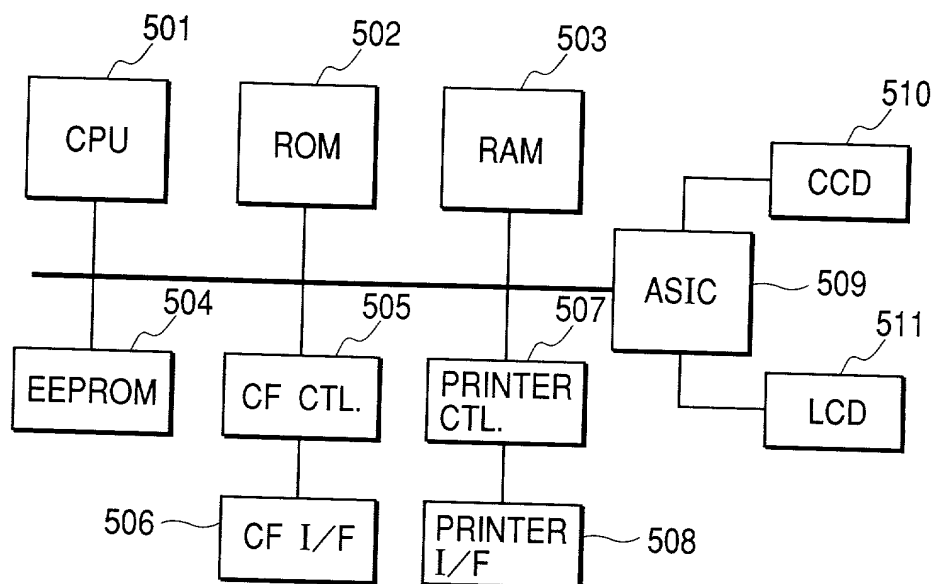 501
502
503
CPU
ROM
RAM
510
CCD
ASIC
509
504
505
507
511
EEPROM
CF CTL.
PRINTER
CTL.
LCD
506
CF I/F
PRINTER
I/F
508